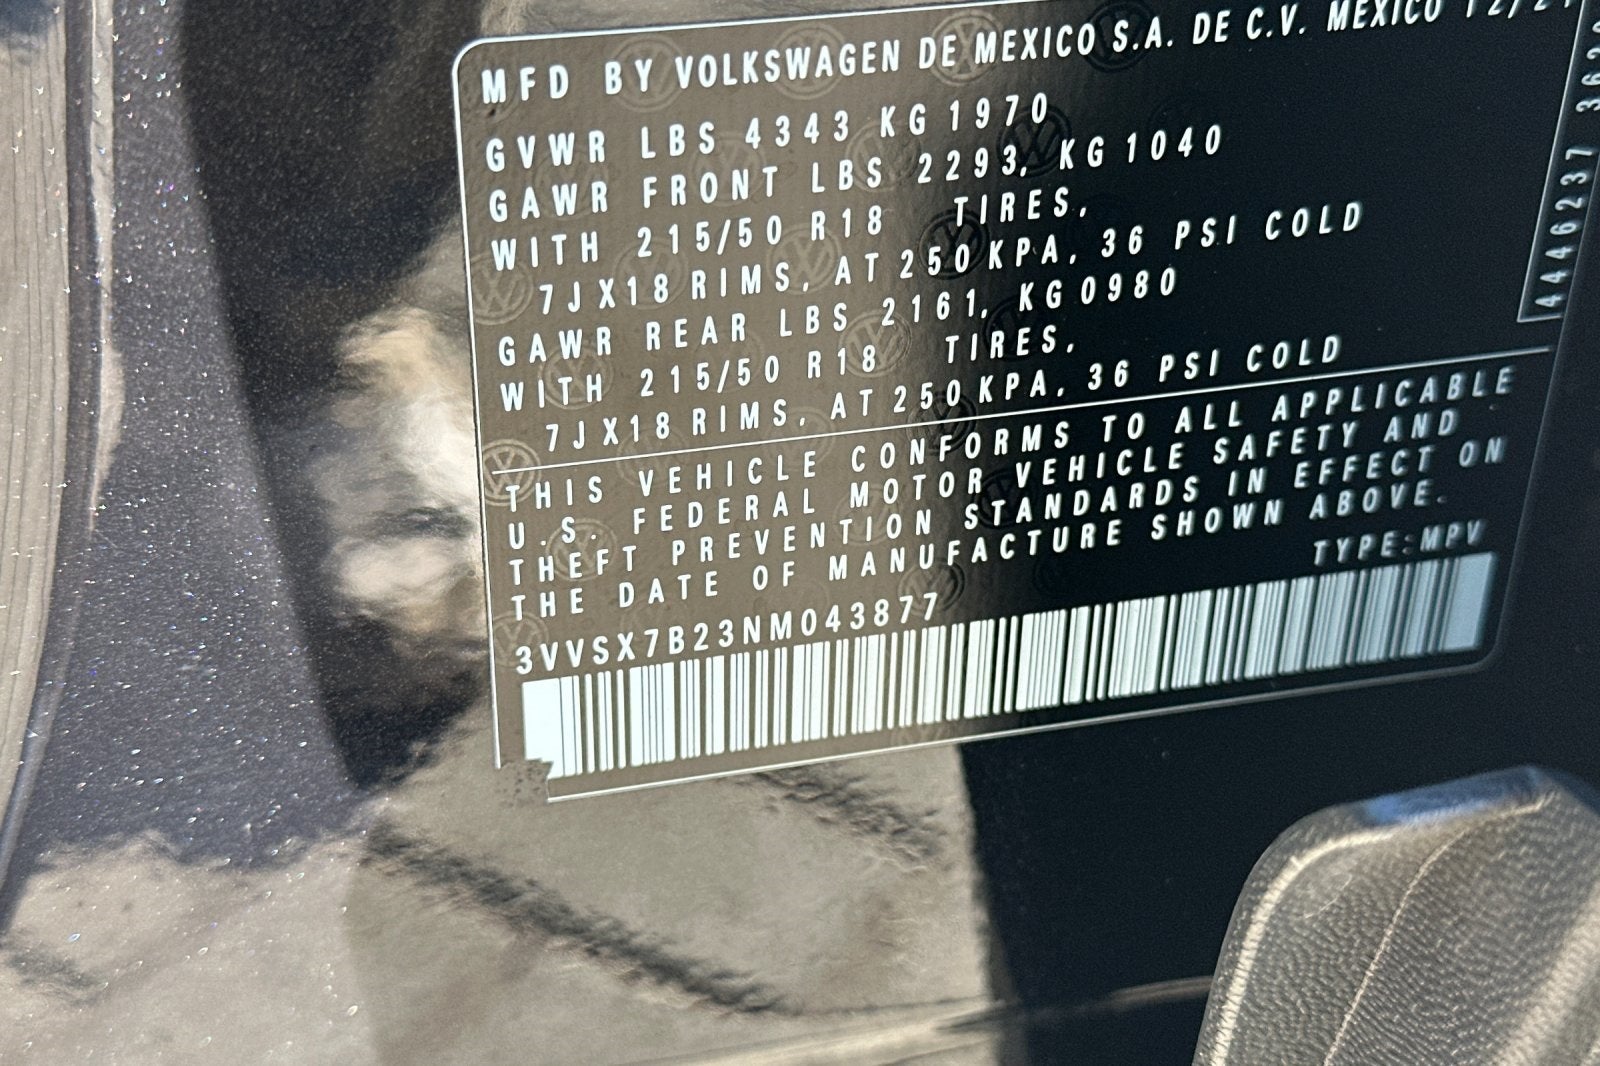 MFD BY VOLKSWAGEN DE MEXICO S.A. DE C.V. MEXICO 12/21
GVWR LBS 4343 KG 1970
GAWR FRONT LBS 2293, KG 1040
WITH 215/50 R18 TIRES,
7JX18 RIMS, AT 250 KPA, 36 PSI COLD
GAWR REAR LBS 2161, KG 0980
WITH 215/50 R18 TIRES,
7JX18 RIMS, AT 250 KPA, 36 PSI COLD
THIS VEHICLE CONFORMS TO ALL APPLICABLE
U.S. FEDERAL MOTOR VEHICLE SAFETY AND
THEFT PREVENTION STANDARDS IN EFFECT ON
THE DATE OF MANUFACTURE SHOWN ABOVE.
TYPE:MPV
3VVSX7B23NM043877
4446237